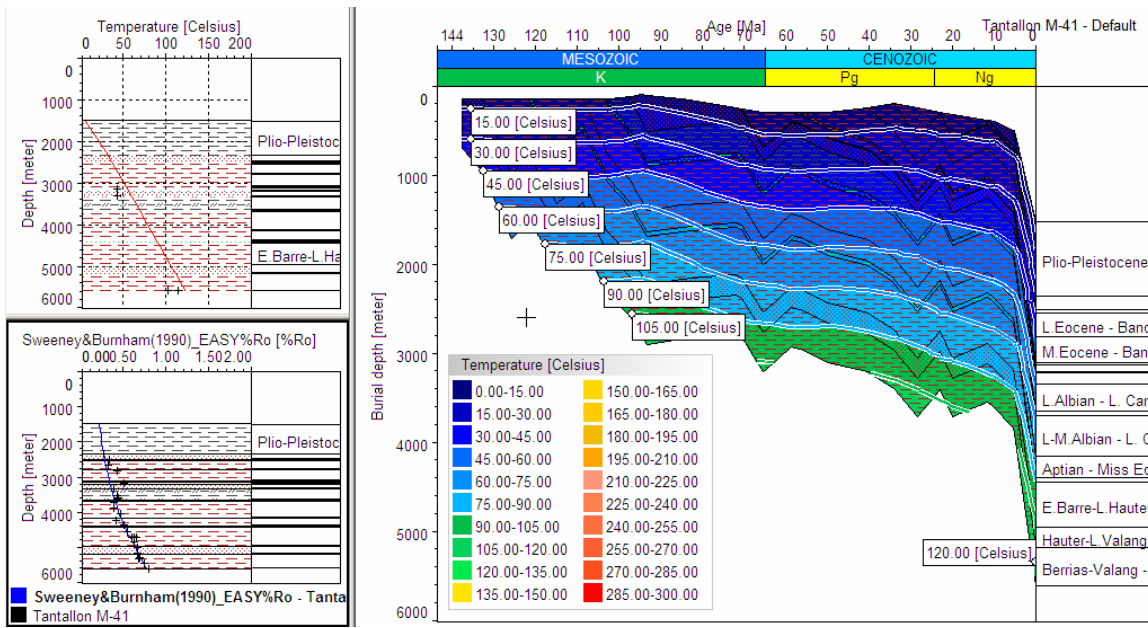 Temperature [Celsius]
0 50 100 150 200
0
1000
2000
3000
4000
5000
6000
Depth [meter]
Plio-Pleistoc
E.Barre-L.Ha
Sweeney&Burnham(1990)_EASY%Ro [%Ro]
0.000.50 1.00 1.502.00
0
1000
2000
3000
4000
5000
6000
Depth [meter]
Plio-Pleistoc
Sweeney&Burnham(1990)_EASY%Ro - Tanta
Tantallon M-41
Age [Ma]
Tantallon M-41 - Default
144 130 120 110 100 90 80 70 60 50 40 30 20 10 0
MESOZOIC CENOZOIC
K Pg Ng
0
1000
2000
3000
4000
5000
6000
Burial depth [meter]
15.00 [Celsius]
30.00 [Celsius]
45.00 [Celsius]
60.00 [Celsius]
75.00 [Celsius]
90.00 [Celsius]
105.00 [Celsius]
120.00 [Celsius]
Temperature [Celsius]
0.00-15.00 150.00-165.00
15.00-30.00 165.00-180.00
30.00-45.00 180.00-195.00
45.00-60.00 195.00-210.00
60.00-75.00 210.00-225.00
75.00-90.00 225.00-240.00
90.00-105.00 240.00-255.00
105.00-120.00 255.00-270.00
120.00-135.00 270.00-285.00
135.00-150.00 285.00-300.00
Plio-Pleistocene
L.Eocene - Banq
M.Eocene - Ban
L.Albian - L. Can
L-M.Albian - L. C
Aptian - Miss Ec
E.Barre-L.Haute
Hauter-L.Valang
Berrias-Valang -